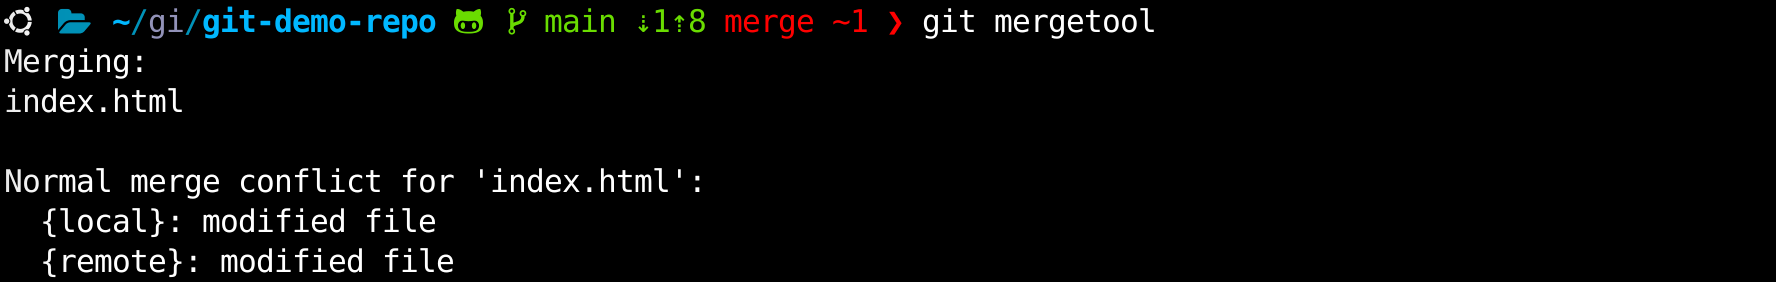 ~/gi/git-demo-repo main ⇣1⇡8 merge ~1 ❯ git mergetool
Merging:
index.html
Normal merge conflict for 'index.html':
{local}: modified file
{remote}: modified file